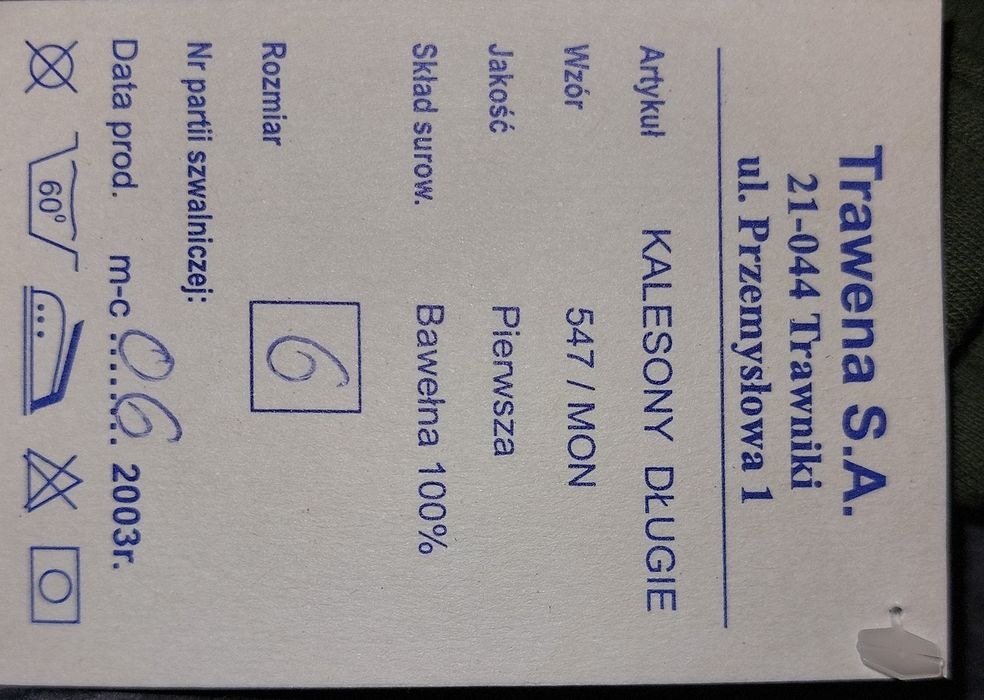 Trawena S.A.
21-044 Trawniki
ul. Przemysłowa 1
Artykuł KALESONY DŁUGIE
Wzór 547 / MON
Jakość Pierwsza
Skład surow. Bawełna 100%
Rozmiar 6
Nr partii szwalniczej:
Data prod. m-c 06 2003r.
60°